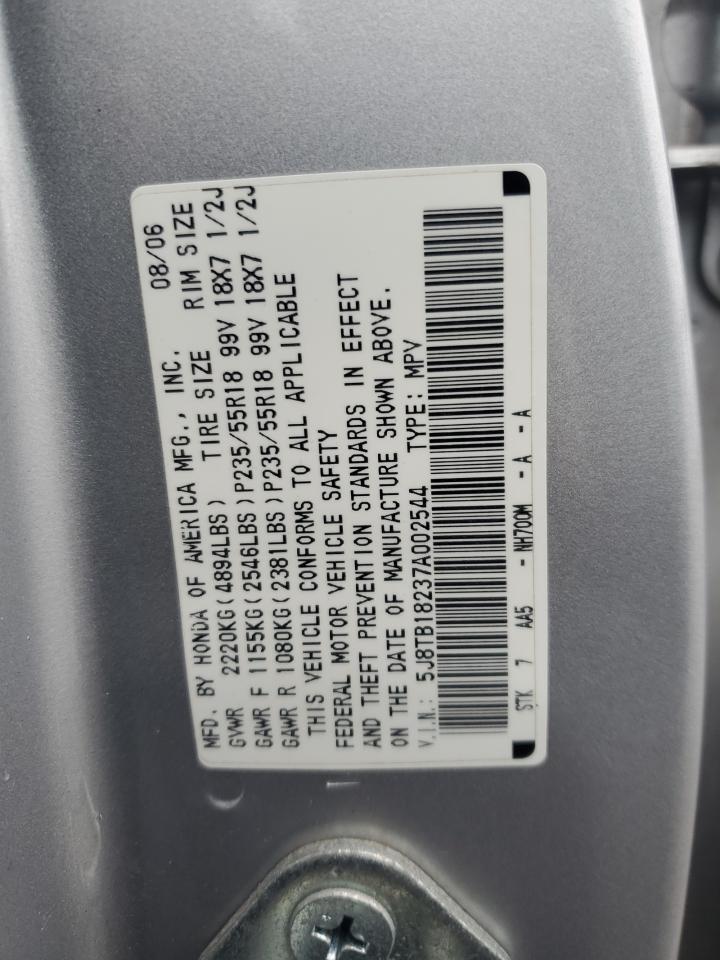 MFD. BY HONDA OF AMERICA MFG., INC. 08/06
GVWR 2220KG(4894LBS) TIRE SIZE RIM SIZE
GAWR F 1155KG(2546LBS)P235/55R18 99V 18X7 1/2J
GAWR R 1080KG(2381LBS)P235/55R18 99V 18X7 1/2J
THIS VEHICLE CONFORMS TO ALL APPLICABLE
FEDERAL MOTOR VEHICLE SAFETY
AND THEFT PREVENTION STANDARDS IN EFFECT
ON THE DATE OF MANUFACTURE SHOWN ABOVE.
V.I.N.: 5J8TB18237A002544 TYPE: MPV
STK 7 AA5 - NH700M - A - A